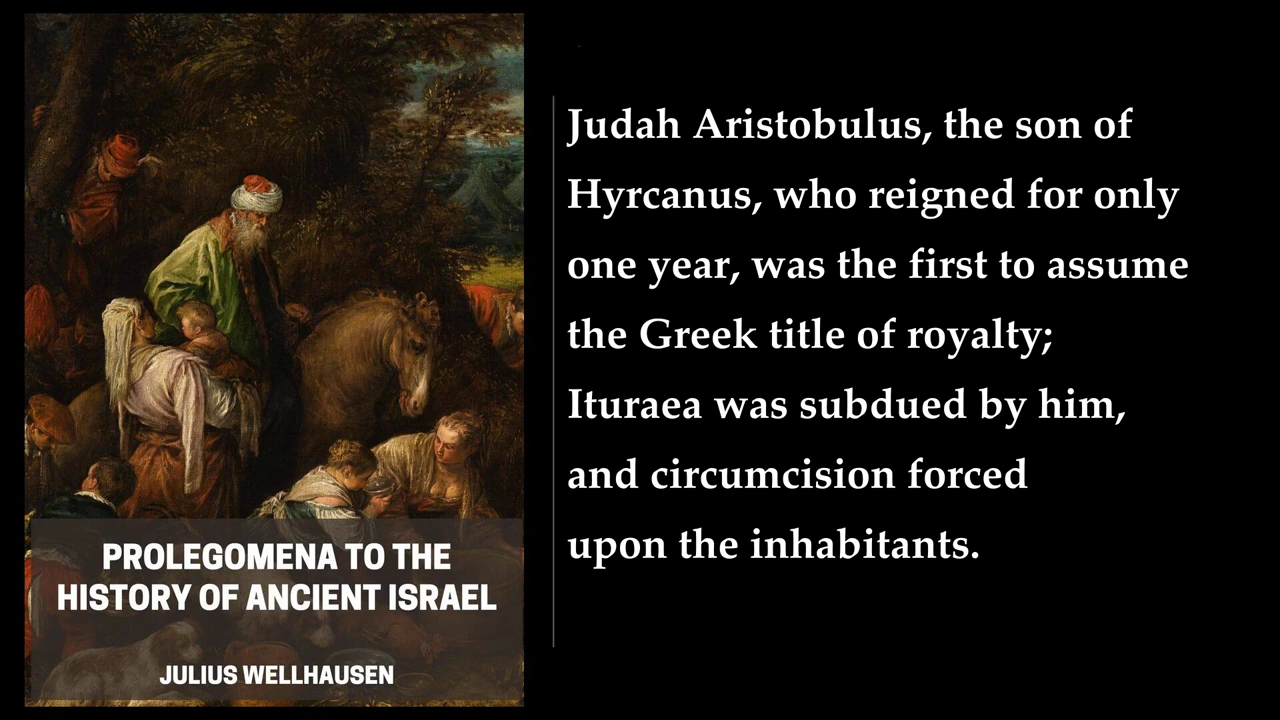 Judah Aristobulus, the son of
Hyrcanus, who reigned for only
one year, was the first to assume
the Greek title of royalty;
Ituraea was subdued by him,
and circumcision forced
upon the inhabitants.
PROLEGOMENA TO THE
HISTORY OF ANCIENT ISRAEL
JULIUS WELLHAUSEN